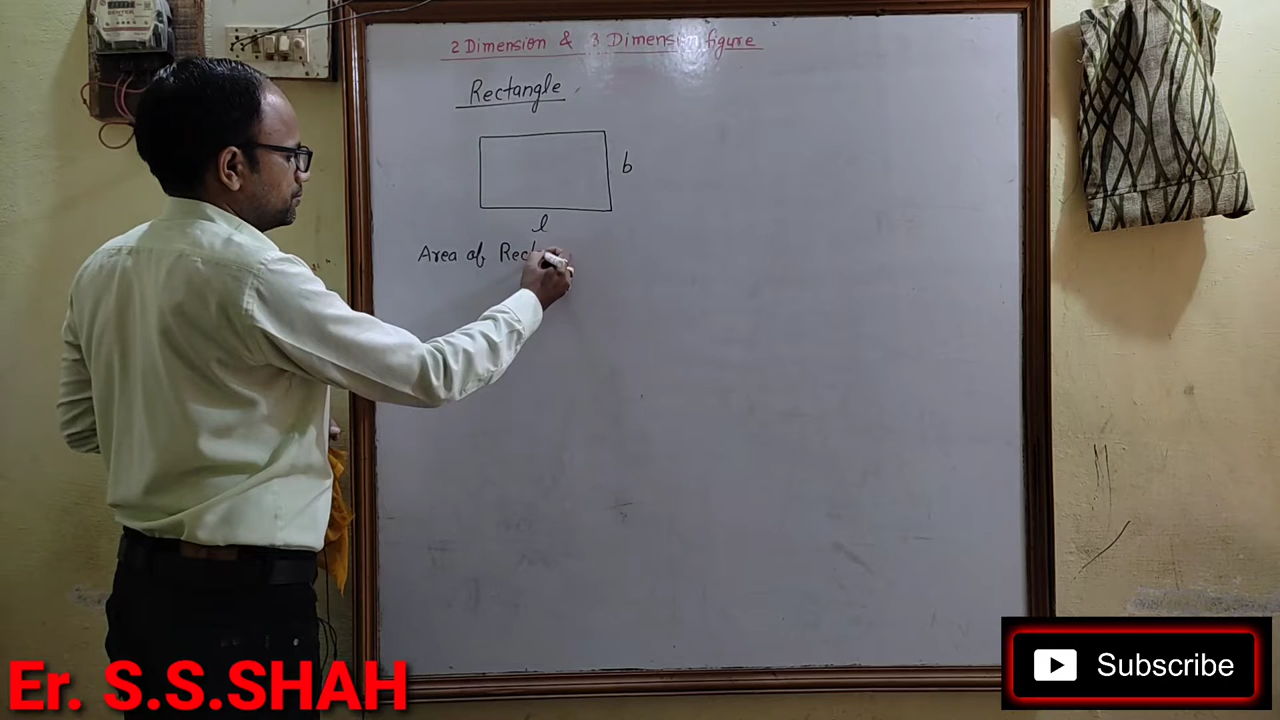 2 Dimension & 3 Dimension figure
Rectangle
b
l
Area of Rect
Er. S.S.SHAH
Subscribe